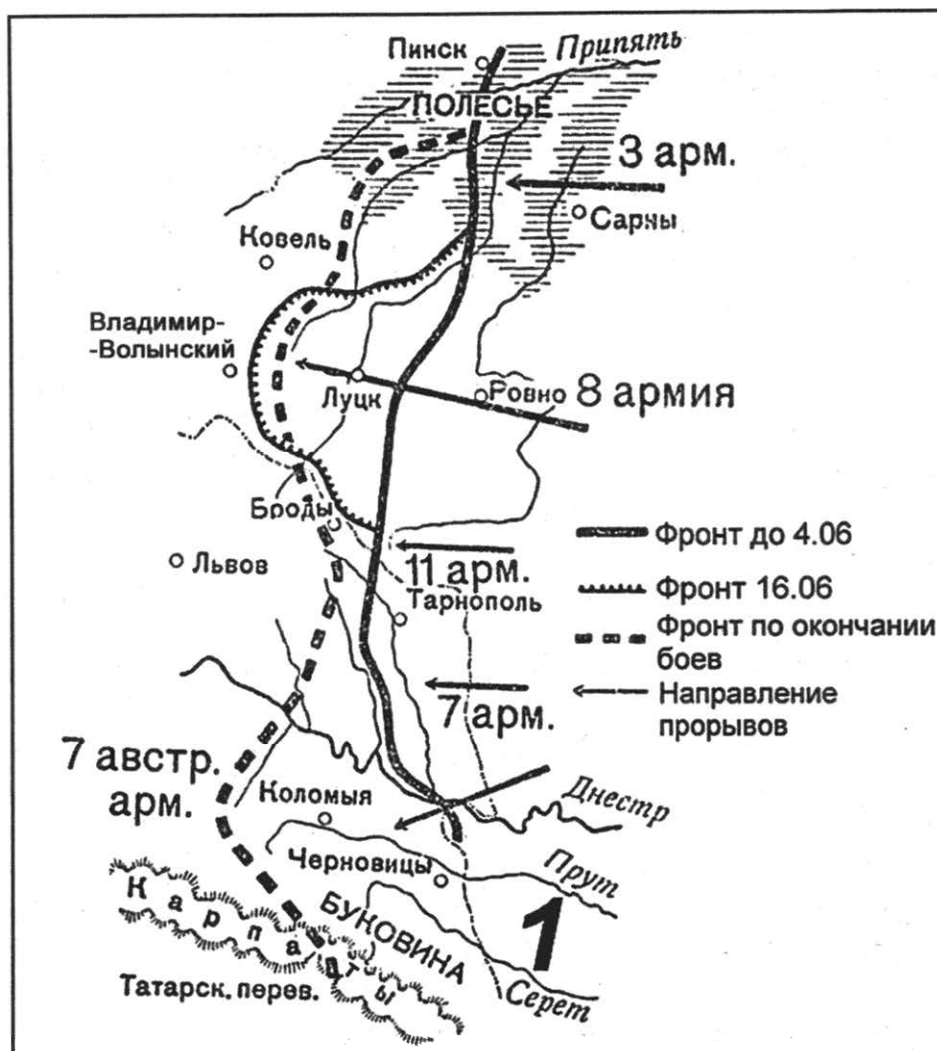 Пинск
Припять
ПОЛЕСЬЕ
3 арм.
Сарны
Ковель
Владимир-
-Волынский
Луцк
Ровно
8 армия
Броды
Львов
11 арм.
Тарнополь
Фронт до 4.06
Фронт 16.06
Фронт по окончании
боев
Направление
прорывов
7 арм.
7 австр.
арм.
Коломыя
Днестр
Черновицы
Прут
БУКОВИНА
1
Карпаты
Татарск. перев.
Серет